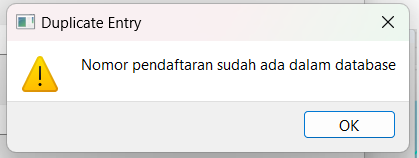 Duplicate Entry
Nomor pendaftaran sudah ada dalam database
OK